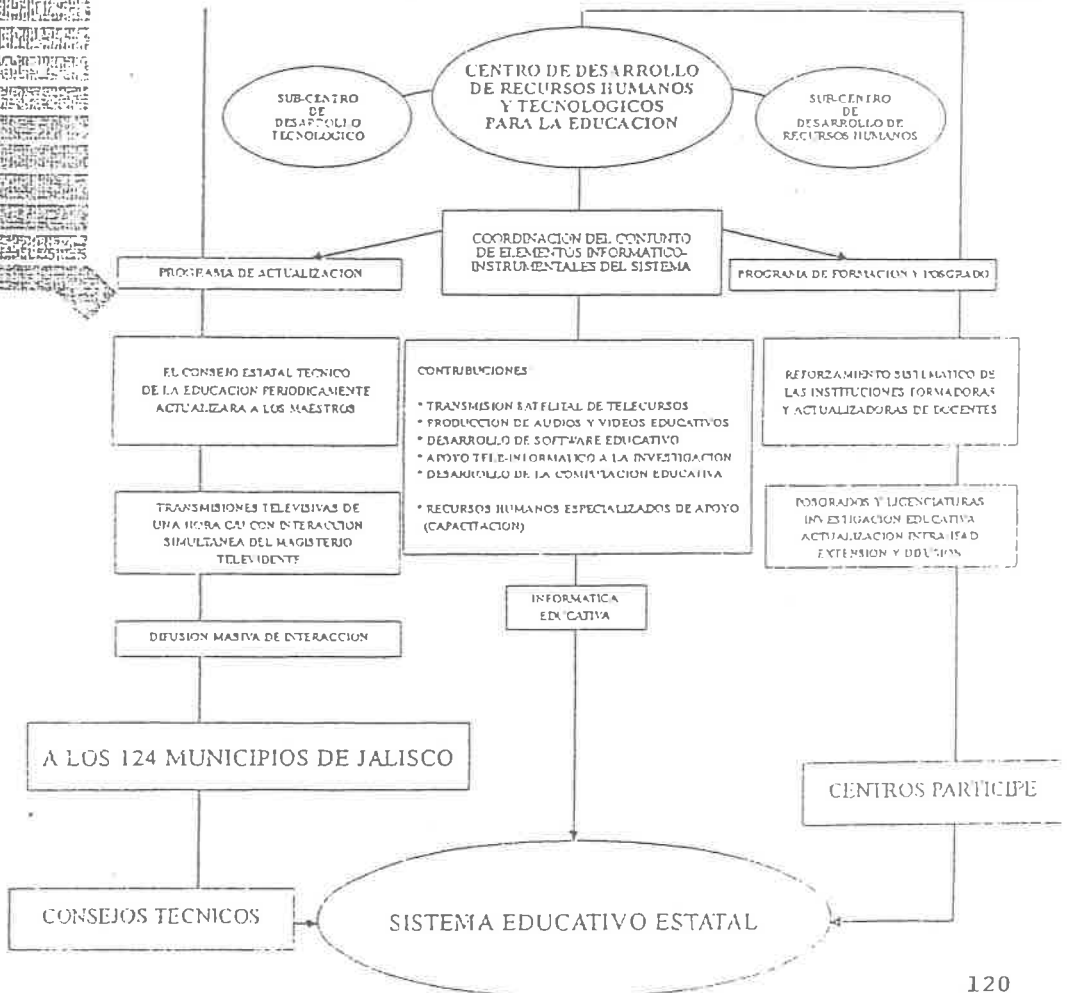 CENTRO DE DESARROLLO
DE RECURSOS HUMANOS
Y TECNOLOGICOS
PARA LA EDUCACION
SUB-CENTRO
DE
DESARROLLO
TECNOLOGICO
SUB-CENTRO
DE
DESARROLLO DE
RECURSOS HUMANOS
COORDINACION DEL CONJUNTO
DE ELEMENTOS INFORMATICO-
INSTRUMENTALES DEL SISTEMA
PROGRAMA DE ACTUALIZACION
PROGRAMA DE FORMACION Y POSGRADO
EL CONSEJO ESTATAL TECNICO
DE LA EDUCACION PERIODICAMENTE
ACTUALIZARA A LOS MAESTROS
CONTRIBUCIONES
* TRANSMISION SATELITAL DE TELECURSOS
* PRODUCCION DE AUDIOS Y VIDEOS EDUCATIVOS
* DESARROLLO DE SOFTWARE EDUCATIVO
* APOYO TELE-INFORMATICO A LA INVESTIGACION
* DESARROLLO DE LA COMPUTACION EDUCATIVA
* RECURSOS HUMANOS ESPECIALIZADOS DE APOYO
(CAPACITACION)
REFORZAMIENTO SISTEMATICO DE
LAS INSTITUCIONES FORMADORAS
Y ACTUALIZADORAS DE DOCENTES
TRANSMISIONES TELEVISIVAS DE
UNA HORA C/U CON INTERACCION
SIMULTANEA DEL MAGISTERIO
TELEVIDENTE
POSGRADOS Y LICENCIATURAS
INVESTIGACION EDUCATIVA
ACTUALIZACION
EXTENSION Y DIFUSION
INFORMATICA
EDUCATIVA
DIFUSION MASIVA DE INTERACCION
A LOS 124 MUNICIPIOS DE JALISCO
CENTROS PARTICIPE
CONSEJOS TECNICOS
SISTEMA EDUCATIVO ESTATAL
120